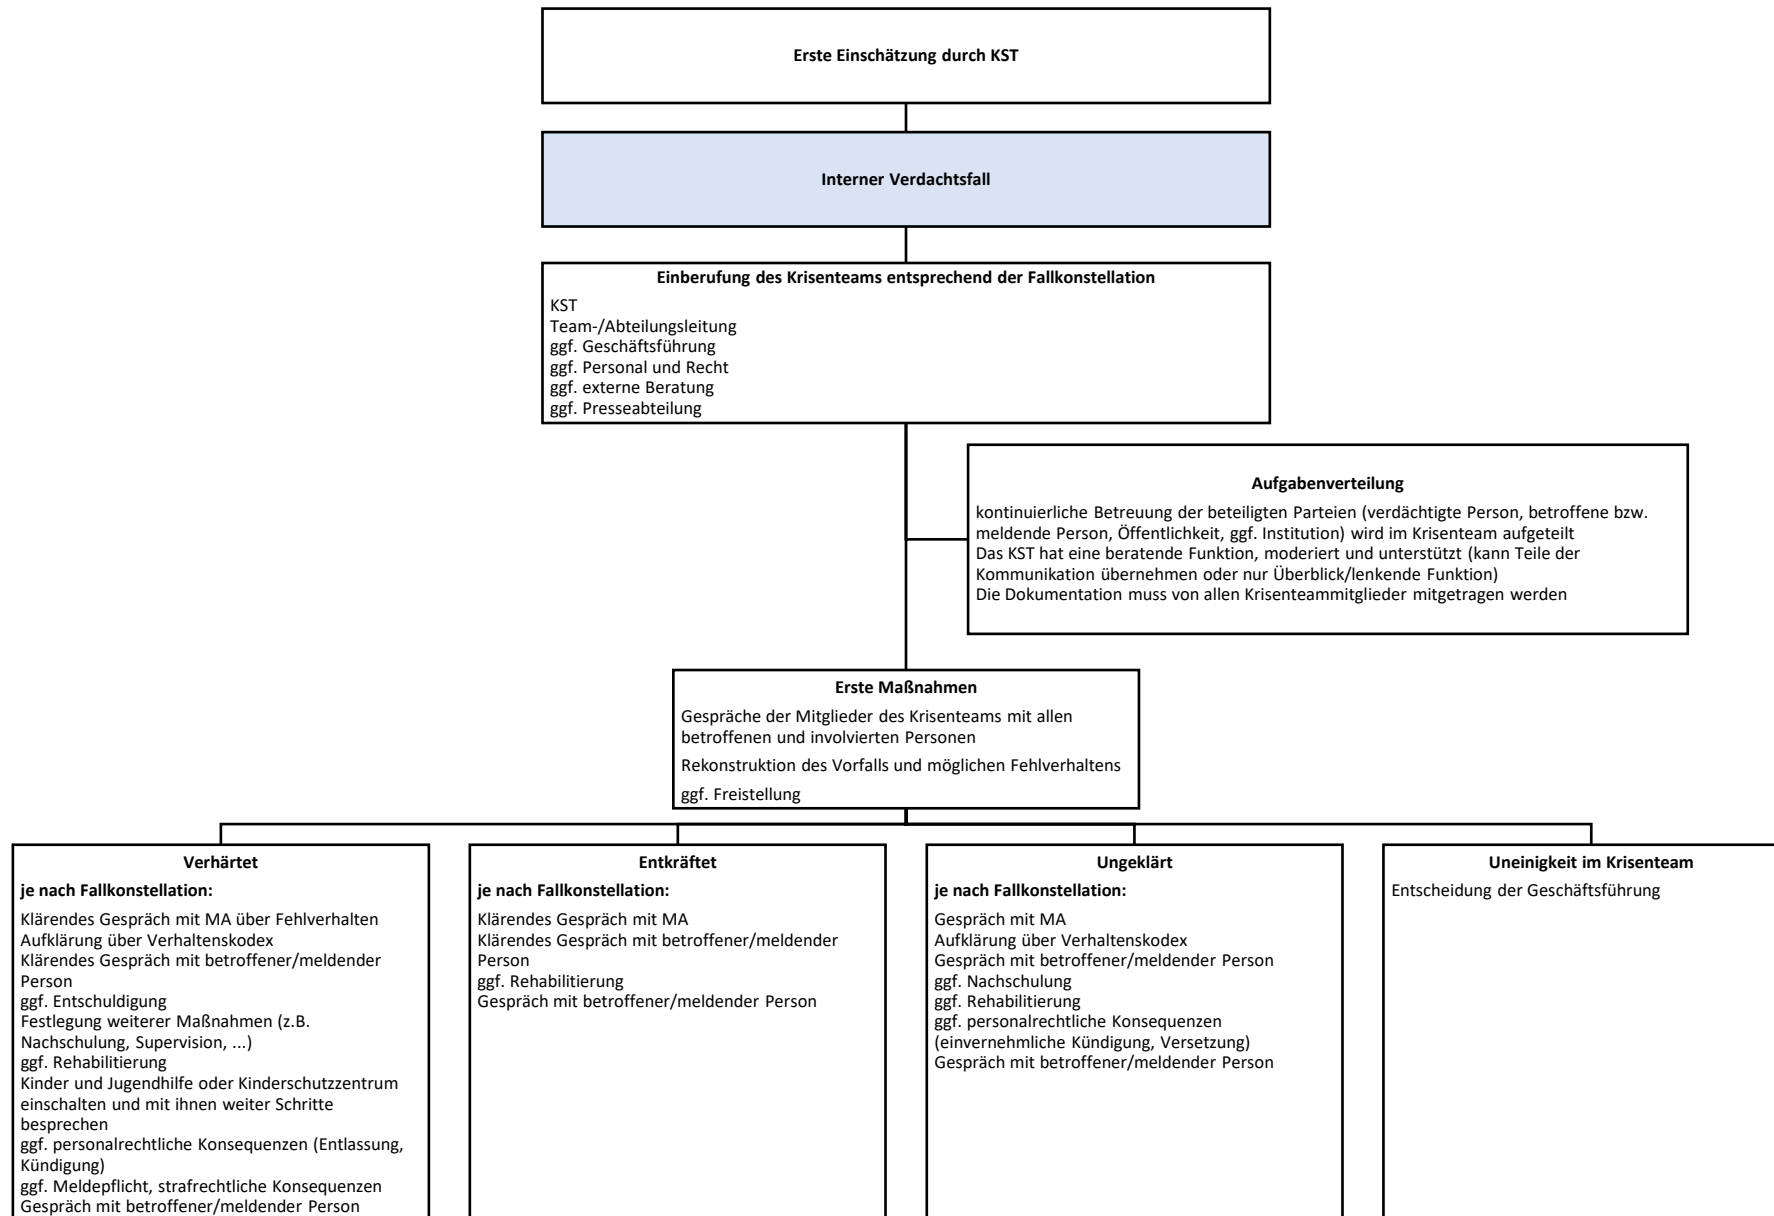 Erste Einschätzung durch KST
Interner Verdachtsfall
Einberufung des Krisenteams entsprechend der Fallkonstellation
KST
Team-/Abteilungsleitung
ggf. Geschäftsführung
ggf. Personal und Recht
ggf. externe Beratung
ggf. Presseabteilung
Aufgabenverteilung
kontinuierliche Betreuung der beteiligten Parteien (verdächtigte Person, betroffene bzw.
meldende Person, Öffentlichkeit, ggf. Institution) wird im Krisenteam aufgeteilt
Das KST hat eine beratende Funktion, moderiert und unterstützt (kann Teile der
Kommunikation übernehmen oder nur Überblick/lenkende Funktion)
Die Dokumentation muss von allen Krisenteammitglieder mitgetragen werden
Erste Maßnahmen
Gespräche der Mitglieder des Krisenteams mit allen
betroffenen und involvierten Personen
Rekonstruktion des Vorfalls und möglichen Fehlverhaltens
ggf. Freistellung
Verhärtet
je nach Fallkonstellation:
Klärendes Gespräch mit MA über Fehlverhalten
Aufklärung über Verhaltenskodex
Klärendes Gespräch mit betroffener/meldender
Person
ggf. Entschuldigung
Festlegung weiterer Maßnahmen (z.B.
Nachschulung, Supervision, ...)
ggf. Rehabilitierung
Kinder und Jugendhilfe oder Kinderschutzzentrum
einschalten und mit ihnen weiter Schritte
besprechen
ggf. personalrechtliche Konsequenzen (Entlassung,
Kündigung)
ggf. Meldepflicht, strafrechtliche Konsequenzen
Gespräch mit betroffener/meldender Person
Entkräftet
je nach Fallkonstellation:
Klärendes Gespräch mit MA
Klärendes Gespräch mit betroffener/meldender
Person
ggf. Rehabilitierung
Gespräch mit betroffener/meldender Person
Ungeklärt
je nach Fallkonstellation:
Gespräch mit MA
Aufklärung über Verhaltenskodex
Gespräch mit betroffener/meldender Person
ggf. Nachschulung
ggf. Rehabilitierung
ggf. personalrechtliche Konsequenzen
(einvernehmliche Kündigung, Versetzung)
Gespräch mit betroffener/meldender Person
Uneinigkeit im Krisenteam
Entscheidung der Geschäftsführung